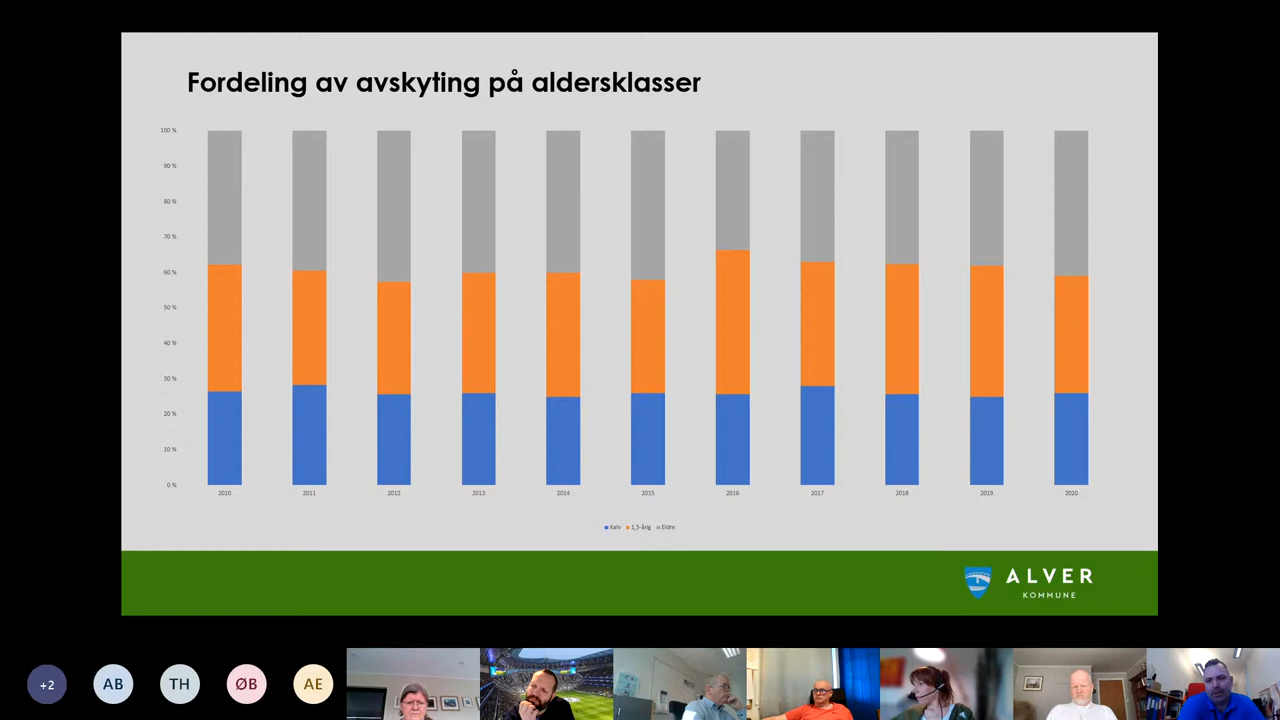 Fordeling av avskyting på aldersklasser
100 %
90 %
80 %
70 %
60 %
50 %
40 %
30 %
20 %
10 %
0 %
2010 2011 2012 2013 2014 2015 2016 2017 2018 2019 2020
Kalv 1,5-årig Eldre
ALVER
KOMMUNE
+2 AB TH ØB AE